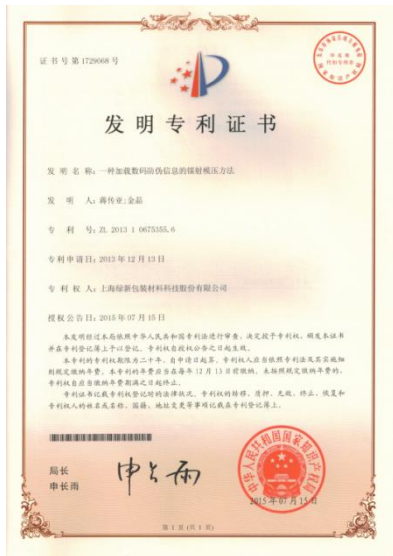 证书号第1729068号
发明专利证书
发 明 名 称：一种加载数码防伪信息的镭射模压方法
发 明 人：蒋传亚;金磊
专 利 号：ZL 2013 1 0675355.6
专利申请日：2013年12月13日
专 利 权 人：上海绿新包装材料科技股份有限公司
授权公告日：2015年07月15日
本发明经过本局依照中华人民共和国专利法进行审查，决定授予专利权，颁发本证书
并在专利登记簿上予以登记。专利权自授权公告之日起生效。
本专利的专利权期限为二十年，自申请日起算。专利权人应当依照专利法及其实施细
则规定缴纳年费。本专利的年费应当在每年12月13日前缴纳。未按照规定缴纳年费的，
专利权自应当缴纳年费期满之日起终止。
专利证书记载专利权登记时的法律状况。专利权的转移、质押、无效、终止、恢复和
专利权人的姓名或名称、国籍、地址变更等事项记载在专利登记簿上。
局长
申长雨
申长雨
中华人民共和国国家知识产权局
2015年07月15日
第1页(共1页)